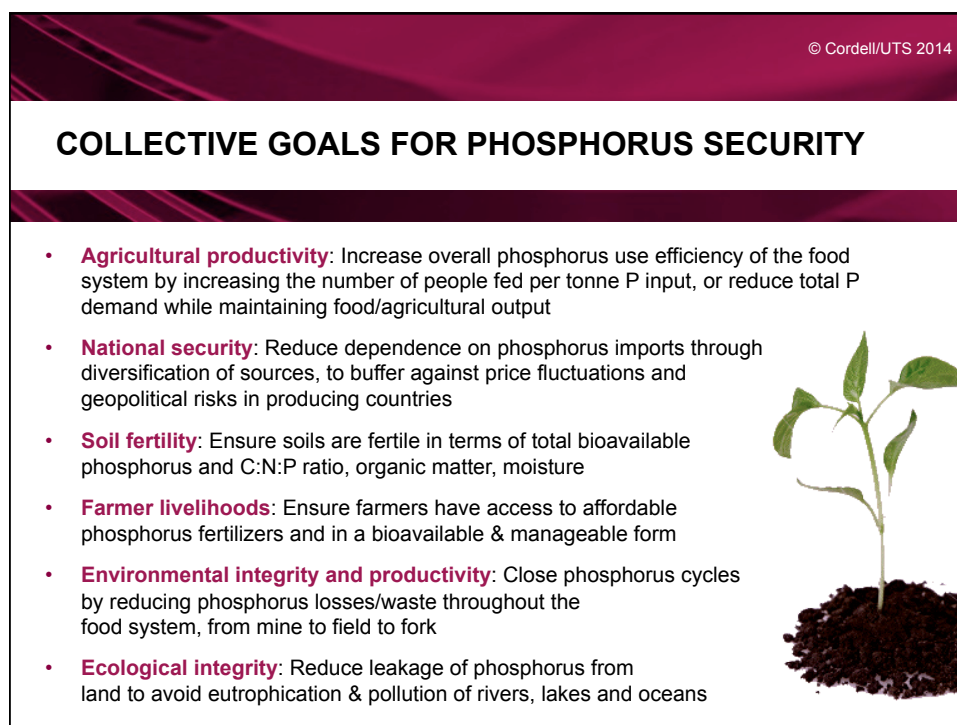 © Cordell/UTS 2014
COLLECTIVE GOALS FOR PHOSPHORUS SECURITY
• Agricultural productivity: Increase overall phosphorus use efficiency of the food
system by increasing the number of people fed per tonne P input, or reduce total P
demand while maintaining food/agricultural output
• National security: Reduce dependence on phosphorus imports through
diversification of sources, to buffer against price fluctuations and
geopolitical risks in producing countries
• Soil fertility: Ensure soils are fertile in terms of total bioavailable
phosphorus and C:N:P ratio, organic matter, moisture
• Farmer livelihoods: Ensure farmers have access to affordable
phosphorus fertilizers and in a bioavailable & manageable form
• Environmental integrity and productivity: Close phosphorus cycles
by reducing phosphorus losses/waste throughout the
food system, from mine to field to fork
• Ecological integrity: Reduce leakage of phosphorus from
land to avoid eutrophication & pollution of rivers, lakes and oceans